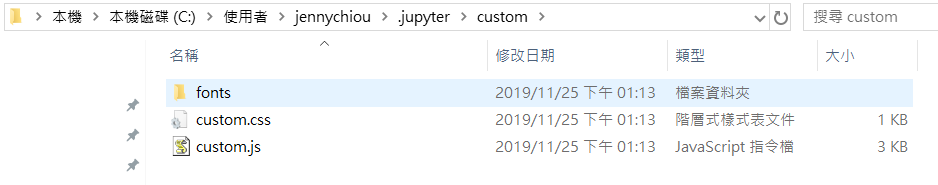 本機 > 本機磁碟 (C:) > 使用者 > jennychiou > .jupyter > custom > 搜尋 custom
名稱 修改日期 類型 大小
fonts 2019/11/25 下午 01:13 檔案資料夾
custom.css 2019/11/25 下午 01:13 階層式樣式表文件 1 KB
custom.js 2019/11/25 下午 01:13 JavaScript 指令檔 3 KB